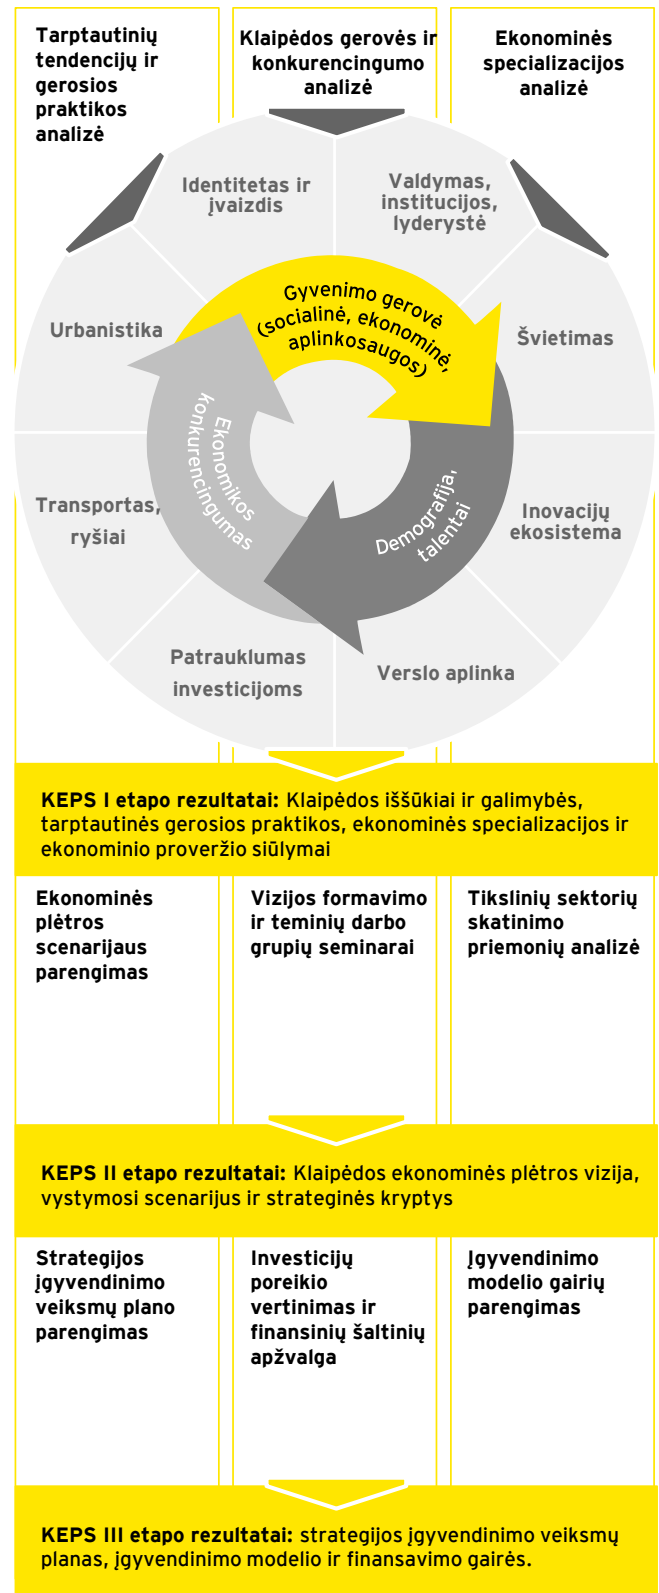 Tarptautinių
tendencijų ir
gerosios
praktikos
analizė
Klaipėdos gerovės ir
konkurencingumo
analizė
Ekonominės
specializacijos
analizė
Identitetas ir
įvaizdis
Valdymas,
institucijos,
lyderystė
Urbanistika
Švietimas
Transportas,
ryšiai
Inovacijų
ekosistema
Patrauklumas
investicijoms
Verslo aplinka
Gyvenimo gerovė
(socialinė, ekonominė,
aplinkosaugos)
Demografija,
talentai
Ekonomikos
konkurencingumas
KEPS I etapo rezultatai: Klaipėdos iššūkiai ir galimybės,
tarptautinės gerosios praktikos, ekonominės specializacijos ir
ekonominio proveržio siūlymai
Ekonominės
plėtros
scenarijaus
parengimas
Vizijos formavimo
ir teminių darbo
grupių seminarai
Tikslinių sektorių
skatinimo
priemonių analizė
KEPS II etapo rezultatai: Klaipėdos ekonominės plėtros vizija,
vystymosi scenarijus ir strateginės kryptys
Strategijos
įgyvendinimo
veiksmų plano
parengimas
Investicijų
poreikio
vertinimas ir
finansinių šaltinių
apžvalga
Įgyvendinimo
modelio gairių
parengimas
KEPS III etapo rezultatai: strategijos įgyvendinimo veiksmų
planas, įgyvendinimo modelio ir finansavimo gairės.